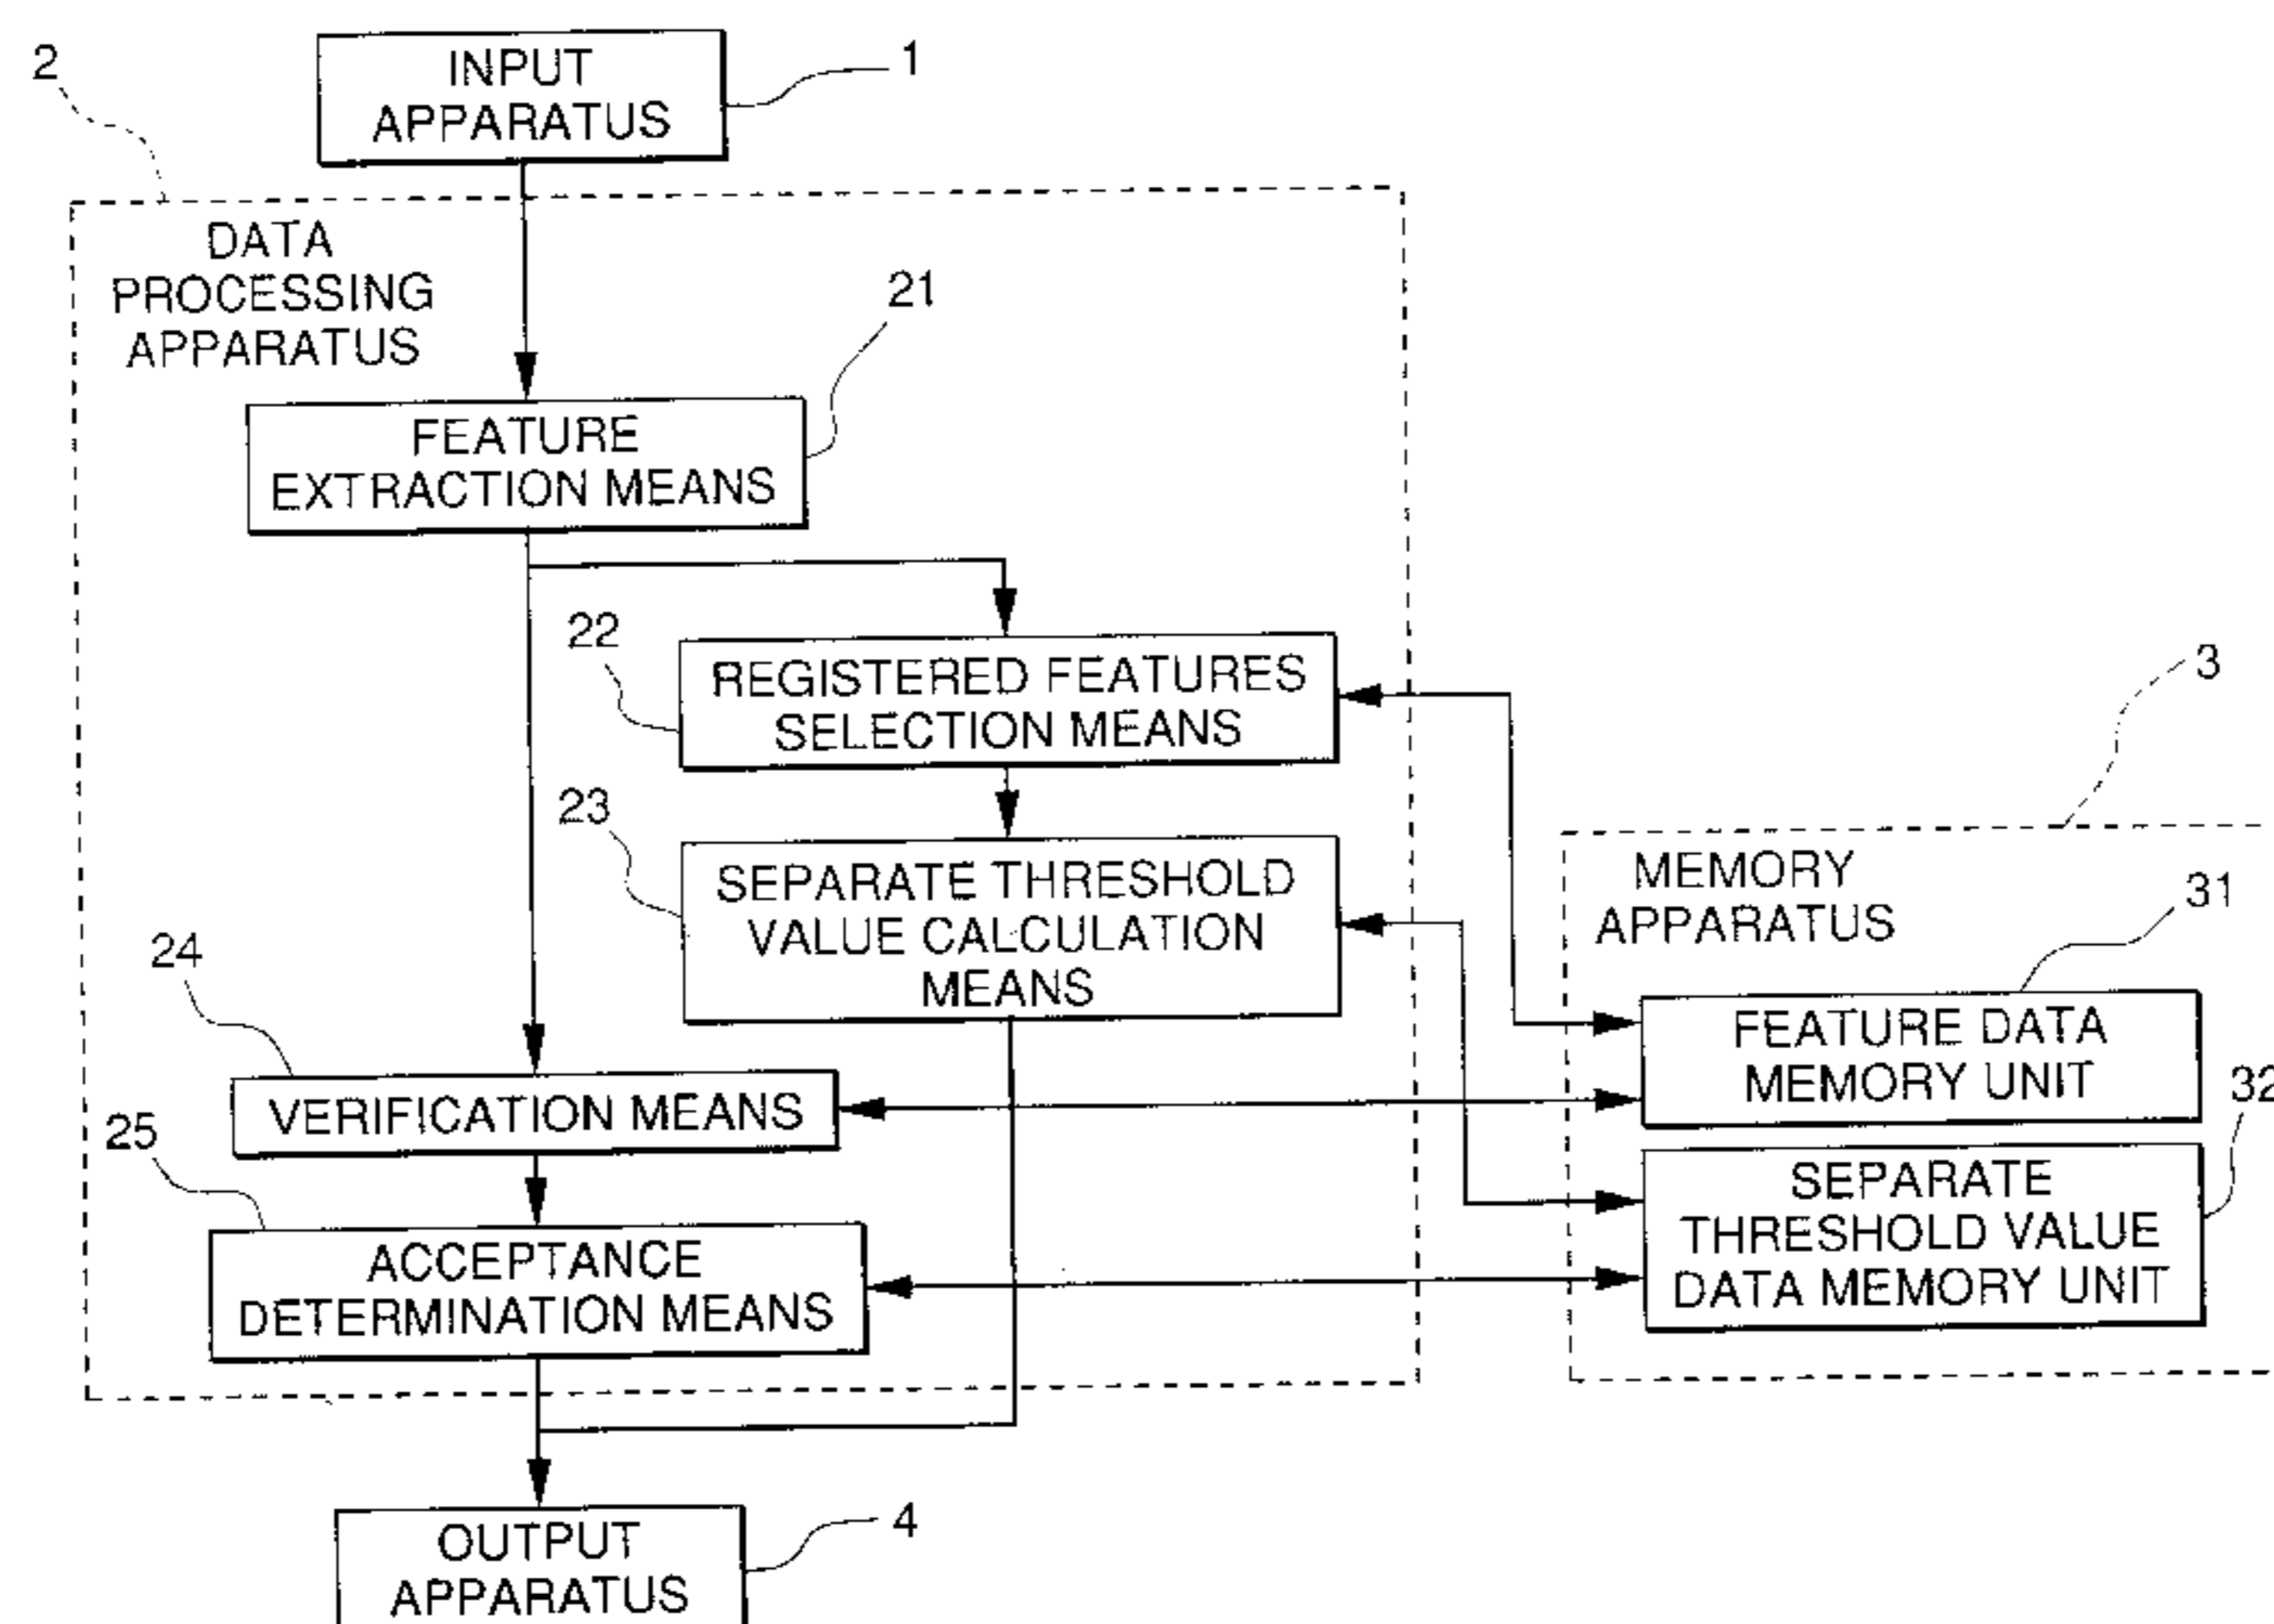 2
INPUT
APPARATUS
1
DATA
PROCESSING
APPARATUS
21
FEATURE
EXTRACTION MEANS
22
REGISTERED FEATURES
SELECTION MEANS
3
23
SEPARATE THRESHOLD
VALUE CALCULATION
MEANS
MEMORY
APPARATUS
31
24
FEATURE DATA
MEMORY UNIT
32
VERIFICATION MEANS
25
SEPARATE
THRESHOLD VALUE
DATA MEMORY UNIT
ACCEPTANCE
DETERMINATION MEANS
OUTPUT
APPARATUS
4